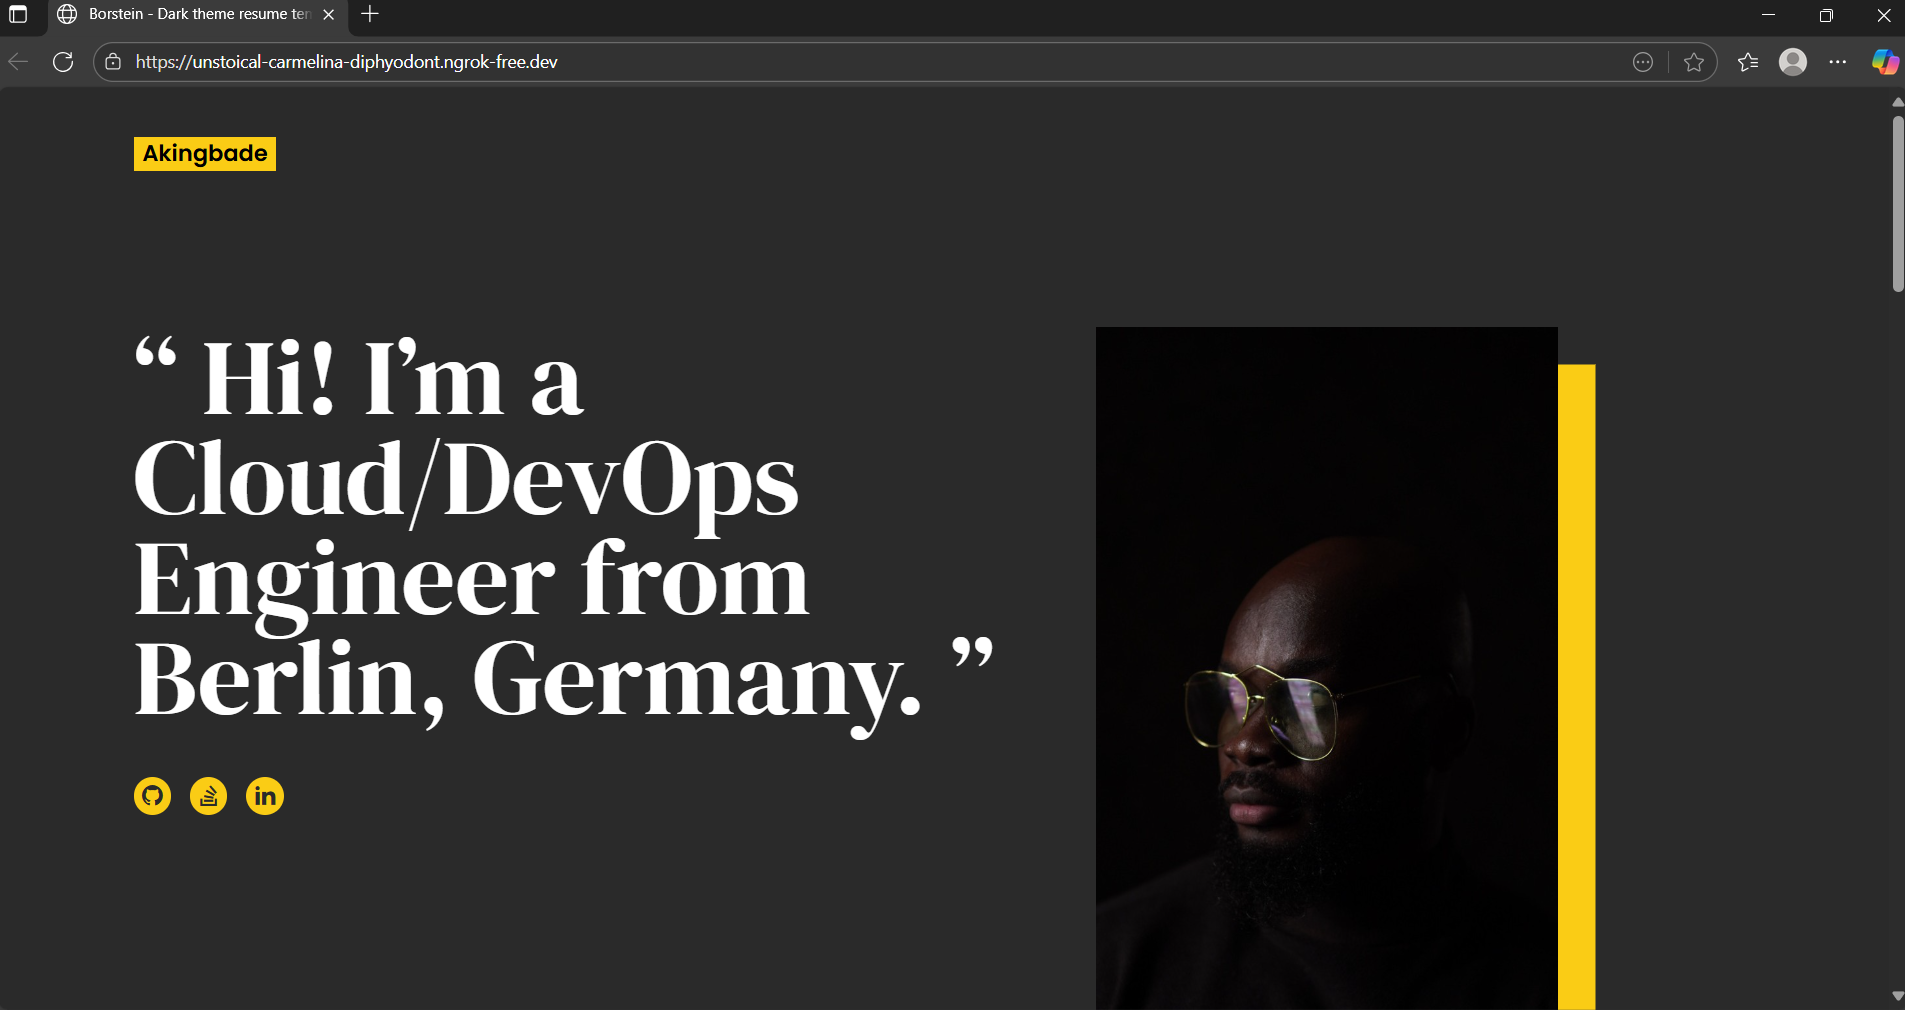 Borstein - Dark theme resume ten
https://unstoical-carmelina-diphyodont.ngrok-free.dev
Akingbade
“ Hi! I’m a
Cloud/DevOps
Engineer from
Berlin, Germany. ”
in